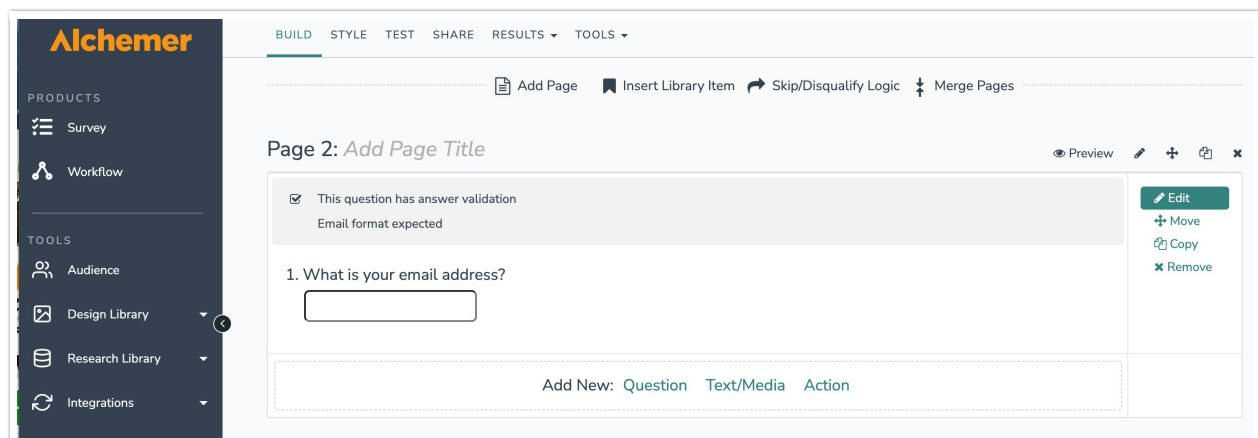 Alchemer
BUILD STYLE TEST SHARE RESULTS TOOLS
Add Page Insert Library Item Skip/Disqualify Logic Merge Pages
PRODUCTS
Survey
Workflow
TOOLS
Audience
Design Library
Research Library
Integrations
Page 2: Add Page Title
Preview
This question has answer validation
Email format expected
Edit
Move
Copy
Remove
1. What is your email address?
Add New: Question Text/Media Action